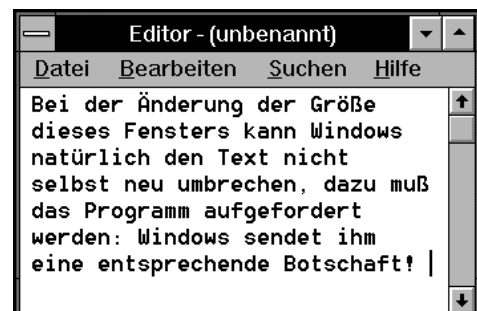 Editor - (unbenannt)
Datei Bearbeiten Suchen Hilfe
Bei der Änderung der Größe
dieses Fensters kann Windows
natürlich den Text nicht
selbst neu umbrechen, dazu muß
das Programm aufgefordert
werden: Windows sendet ihm
eine entsprechende Botschaft!